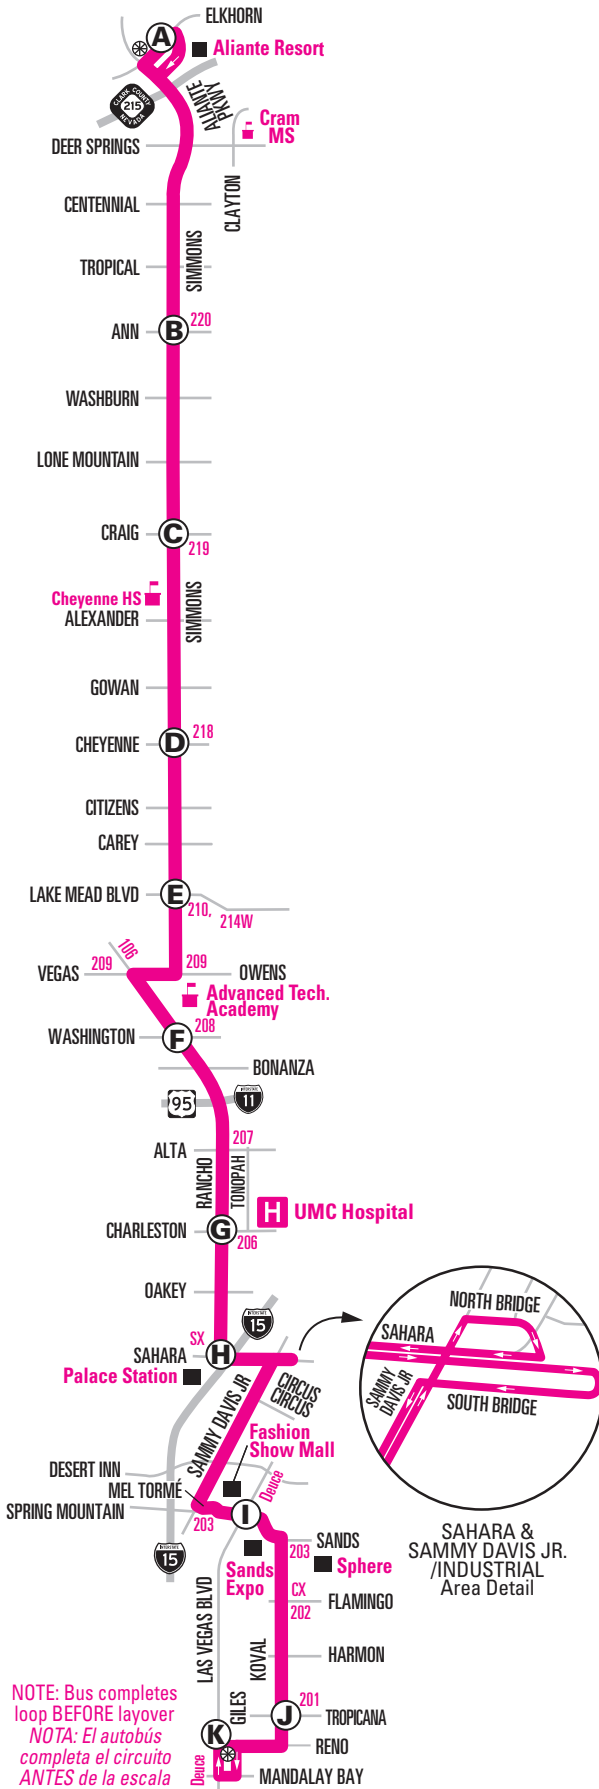 ELKHORN
A
Aliante Resort
CLARK COUNTY
215
NEVADA
ALIANTE
PKWY
Cram
MS
DEER SPRINGS
CLAYTON
CENTENNIAL
SIMMONS
TROPICAL
220
ANN
B
WASHBURN
LONE MOUNTAIN
CRAIG
C
219
Cheyenne HS
SIMMONS
ALEXANDER
GOWAN
218
CHEYENNE
D
CITIZENS
CAREY
LAKE MEAD BLVD
E
210,
214W
106
209
VEGAS
209
OWENS
Advanced Tech.
Academy
208
WASHINGTON
F
BONANZA
95
INTERSTATE
11
207
ALTA
RANCHO
TONOPAH
H
UMC Hospital
CHARLESTON
G
206
OAKEY
INTERSTATE
15
SX
SAHARA
H
Palace Station
CIRCUS
CIRCUS
SAMMY DAVIS JR
NORTH BRIDGE
SAHARA
SAMMY
DAVIS JR
SOUTH BRIDGE
SAHARA &
SAMMY DAVIS JR.
/INDUSTRIAL
Area Detail
Fashion
Show Mall
DESERT INN
MEL TORMÉ
Deuce
SPRING MOUNTAIN
203
I
INTERSTATE
15
203
SANDS
Sands
Expo
Sphere
CX
202
FLAMINGO
LAS VEGAS BLVD
KOVAL
HARMON
GILES
201
J
TROPICANA
K
RENO
Deuce
MANDALAY BAY
NOTE: Bus completes
loop BEFORE layover
NOTA: El autobús
completa el circuito
ANTES de la escala